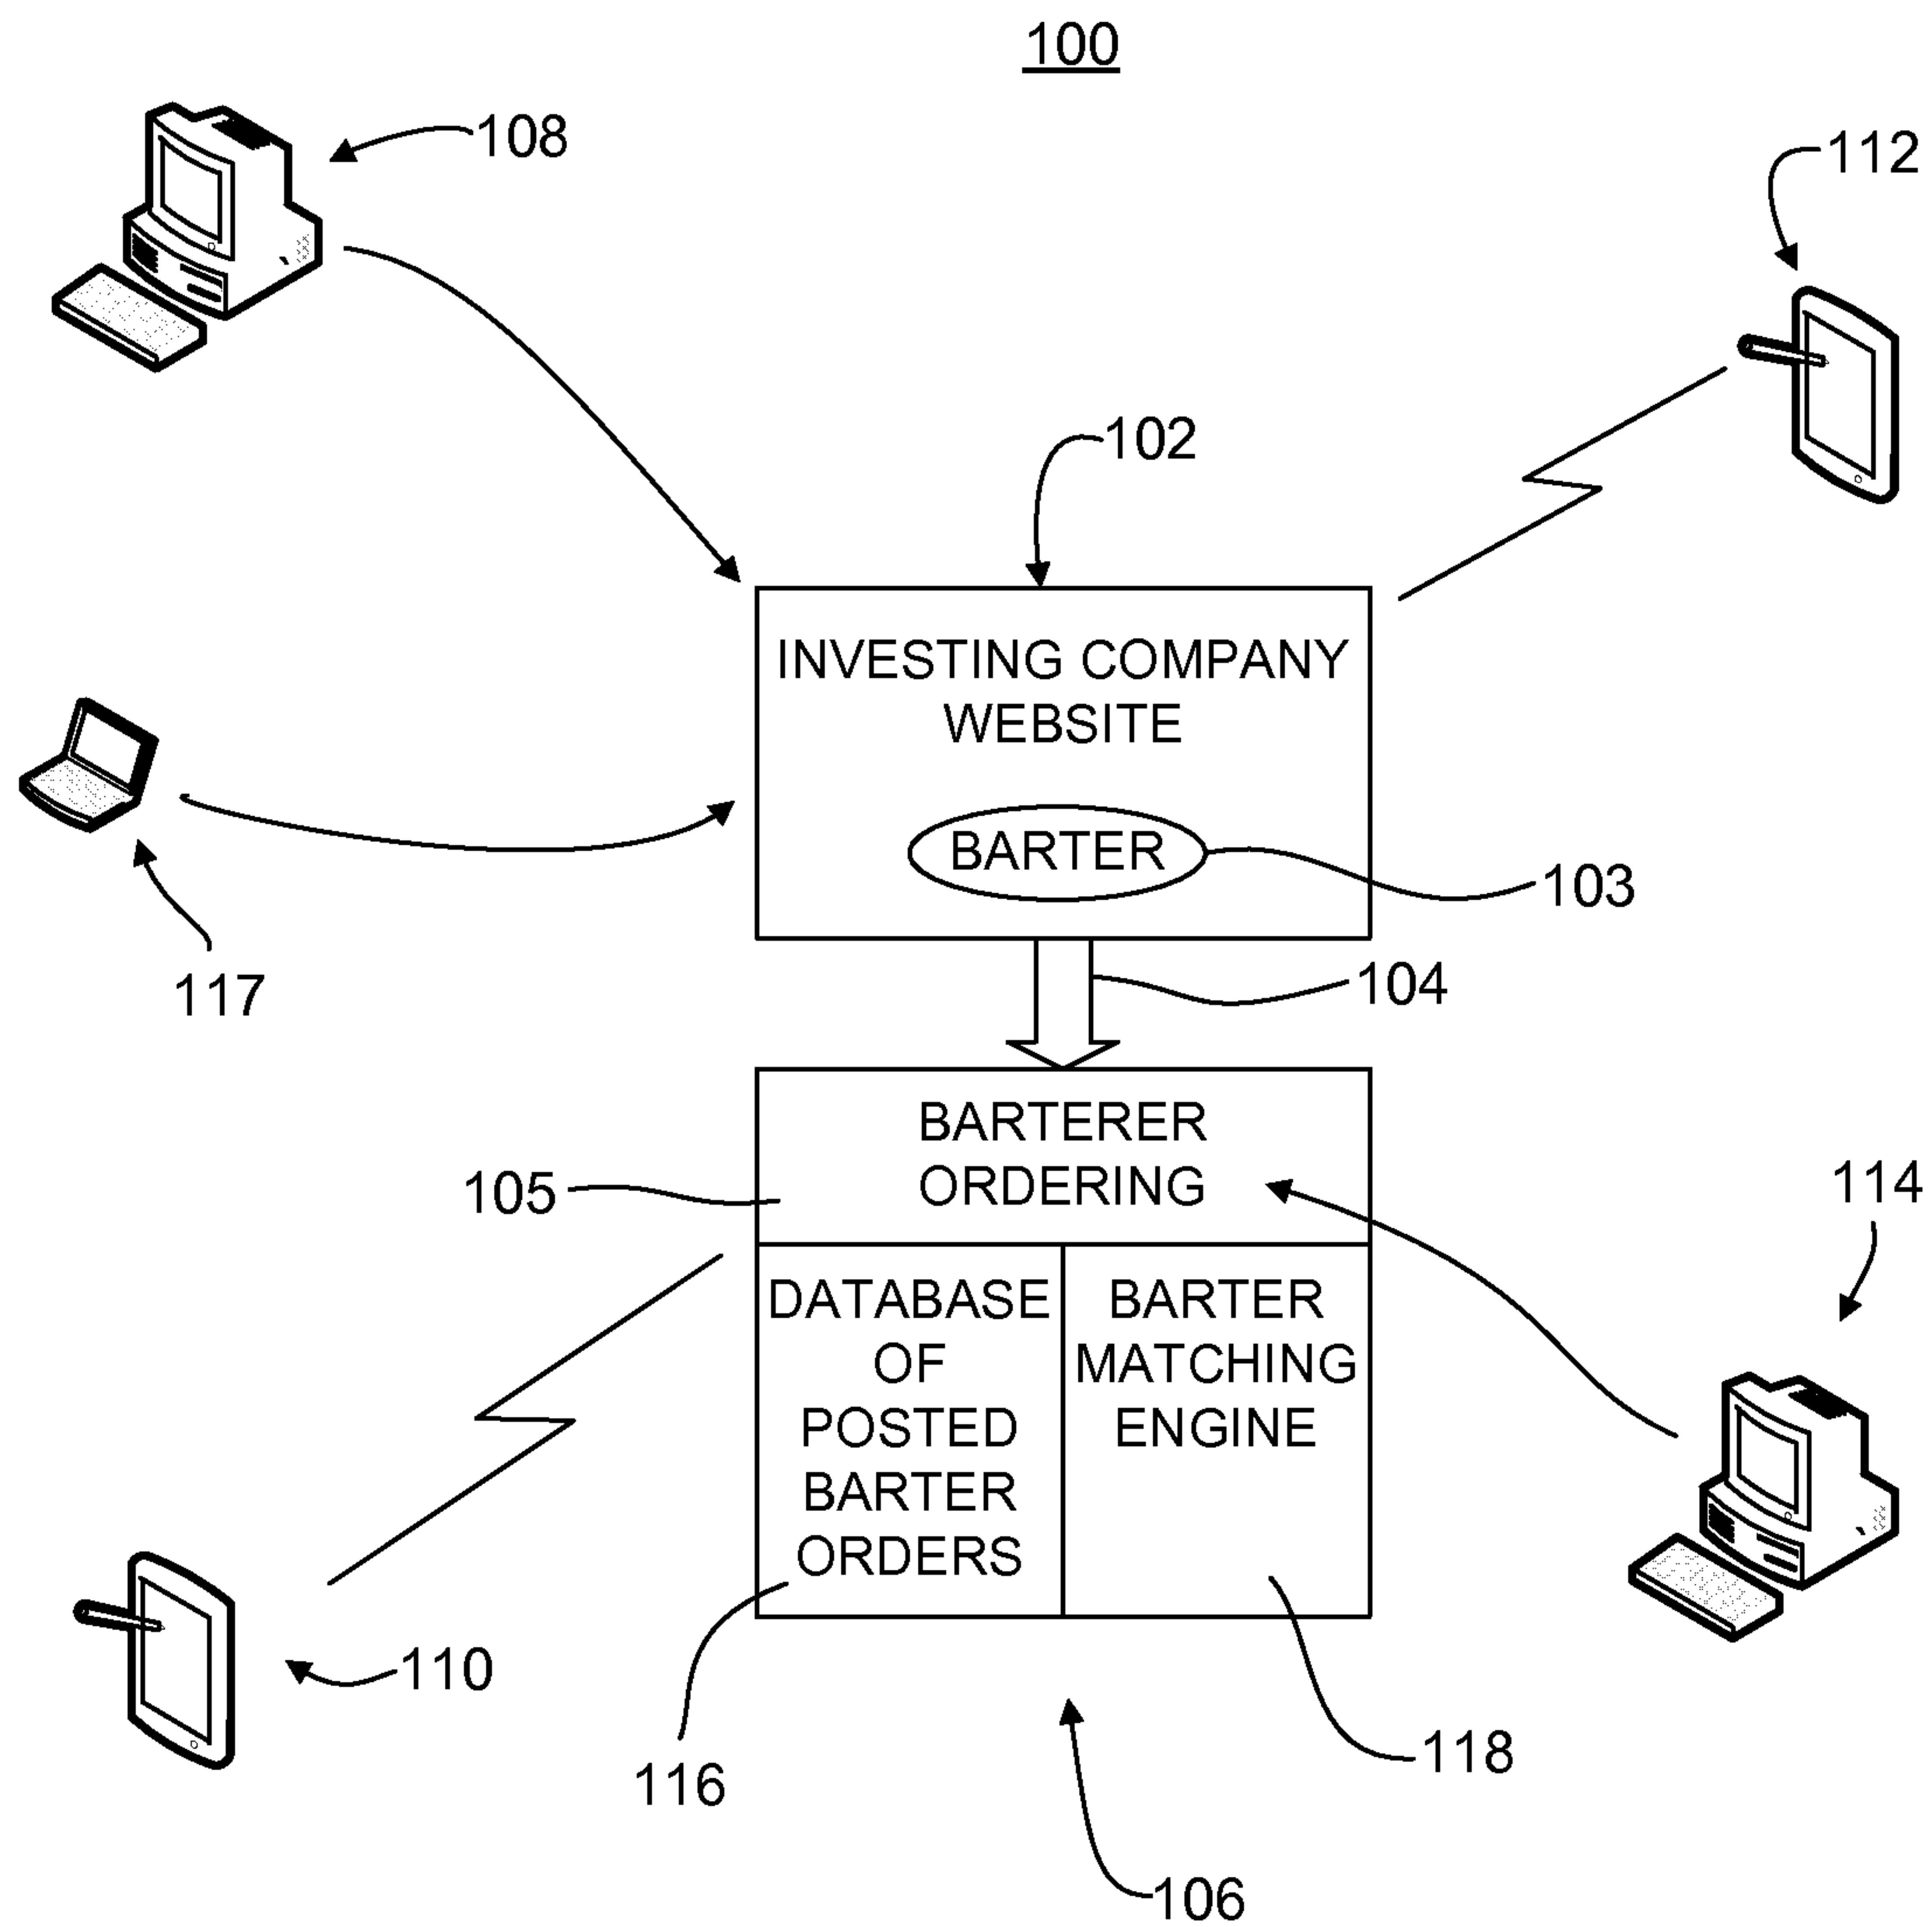 100
108
112
102
INVESTING COMPANY
WEBSITE
BARTER
103
117
104
BARTERER
ORDERING
105
114
DATABASE
OF
POSTED
BARTER
ORDERS
BARTER
MATCHING
ENGINE
110
116
118
106